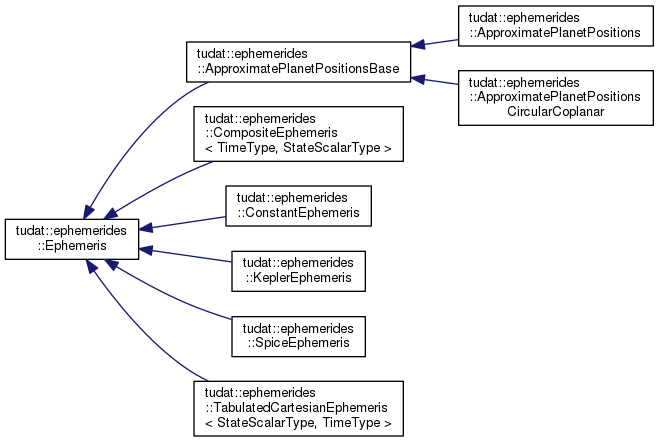 tudat::ephemerides
::Ephemeris
tudat::ephemerides
::ApproximatePlanetPositionsBase
tudat::ephemerides
::ApproximatePlanetPositions
tudat::ephemerides
::ApproximatePlanetPositions
CircularCoplanar
tudat::ephemerides
::CompositeEphemeris
< TimeType, StateScalarType >
tudat::ephemerides
::ConstantEphemeris
tudat::ephemerides
::KeplerEphemeris
tudat::ephemerides
::SpiceEphemeris
tudat::ephemerides
::TabulatedCartesianEphemeris
< StateScalarType, TimeType >